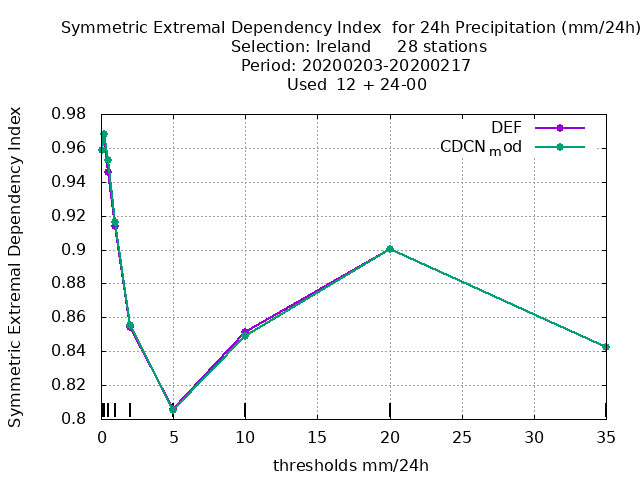 Symmetric Extremal Dependency Index  for 24h Precipitation (mm/24h)
Selection: Ireland     28 stations
Period: 20200203-20200217
Used  12 + 24-00
Symmetric Extremal Dependency Index
0.98
0.96
0.94
0.92
0.9
0.88
0.86
0.84
0.82
0.8
DEF
CDCN_mod
0 5 10 15 20 25 30 35
thresholds mm/24h